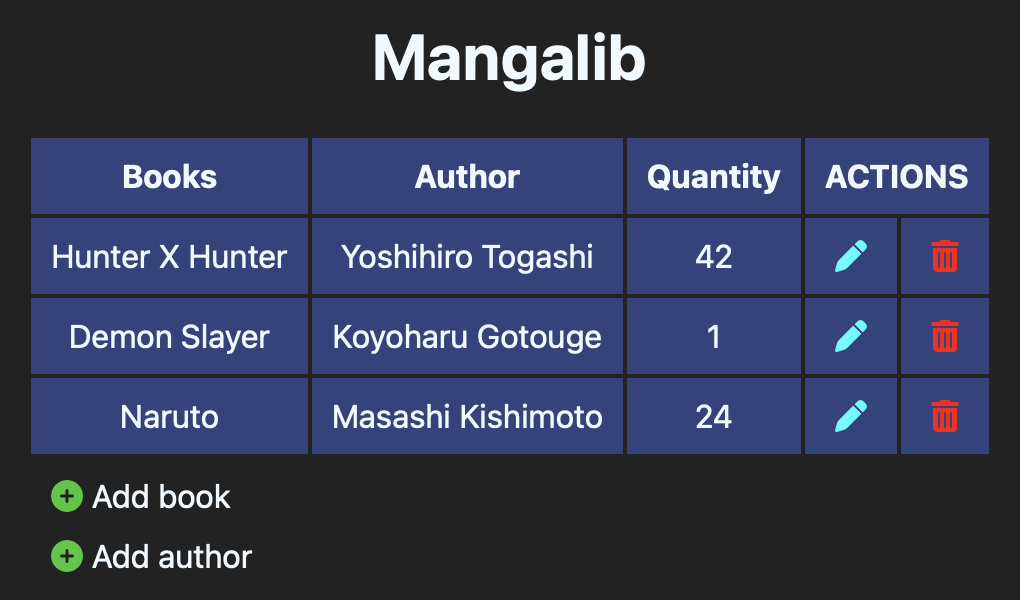 Mangalib
Books Author Quantity ACTIONS
Hunter X Hunter Yoshihiro Togashi 42
Demon Slayer Koyoharu Gotouge 1
Naruto Masashi Kishimoto 24
Add book
Add author